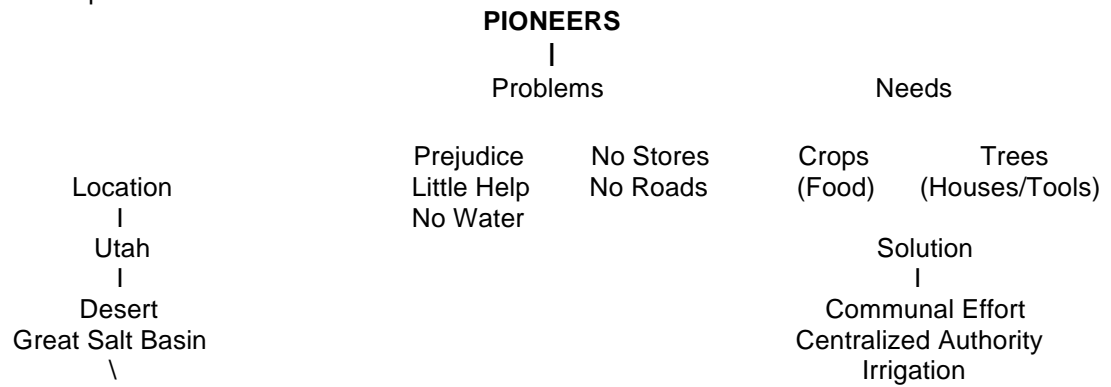 PIONEERS
|
Problems Needs
Prejudice No Stores Crops Trees
Location Little Help No Roads (Food) (Houses/Tools)
| No Water
Utah Solution
| |
Desert Communal Effort
Great Salt Basin Centralized Authority
\ Irrigation